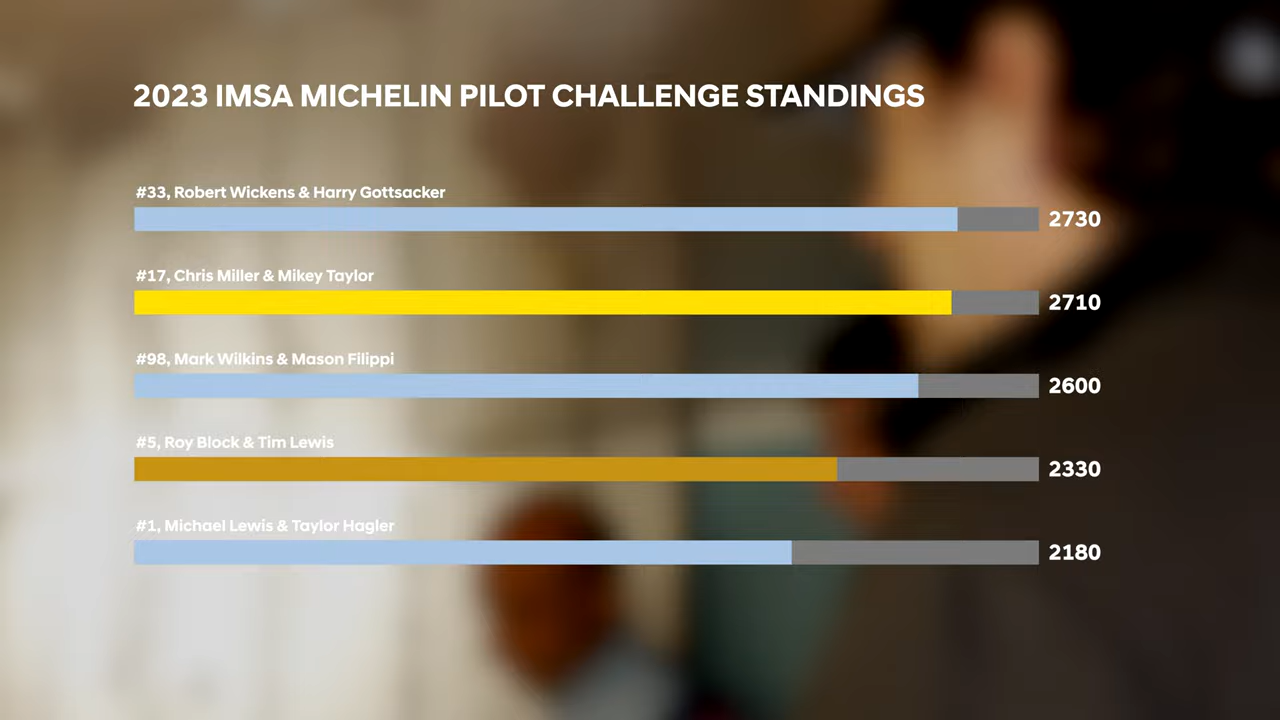 2023 IMSA MICHELIN PILOT CHALLENGE STANDINGS
#33, Robert Wickens & Harry Gottsacker
2730
#17, Chris Miller & Mikey Taylor
2710
#98, Mark Wilkins & Mason Filippi
2600
#5, Roy Block & Tim Lewis
2330
#1, Michael Lewis & Taylor Hagler
2180